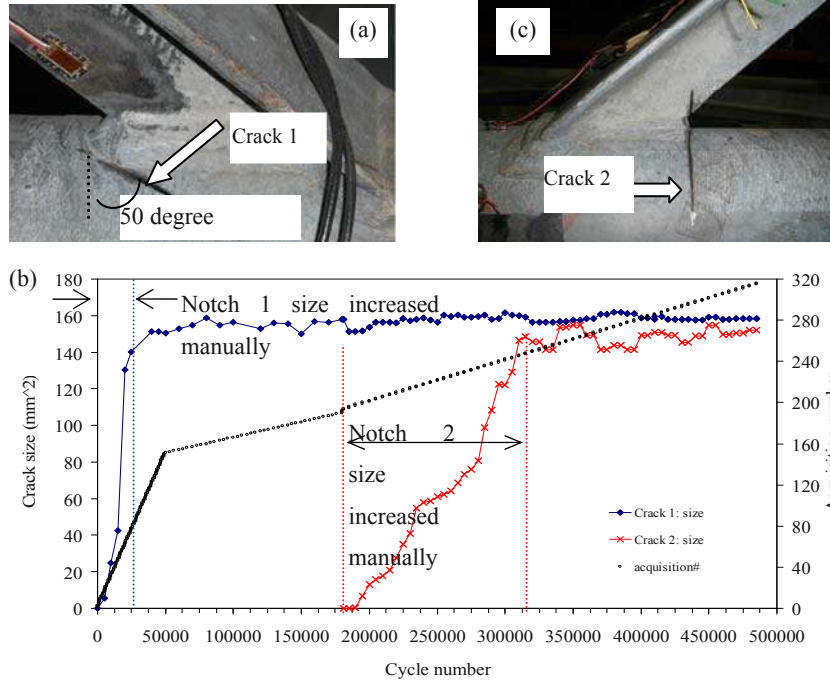 (a)
Crack 1
50 degree
(c)
Crack 2
(b)
180
160
140
120
100
80
60
40
20
0
Crack size (mm^2)
320
280
240
200
160
120
80
40
0
Acquisition number
Notch 1 size increased
manually
Notch 2
size
increased
manually
Crack 1: size
Crack 2: size
acquisition#
0
50000
100000
150000
200000
250000
300000
350000
400000
450000
500000
Cycle number